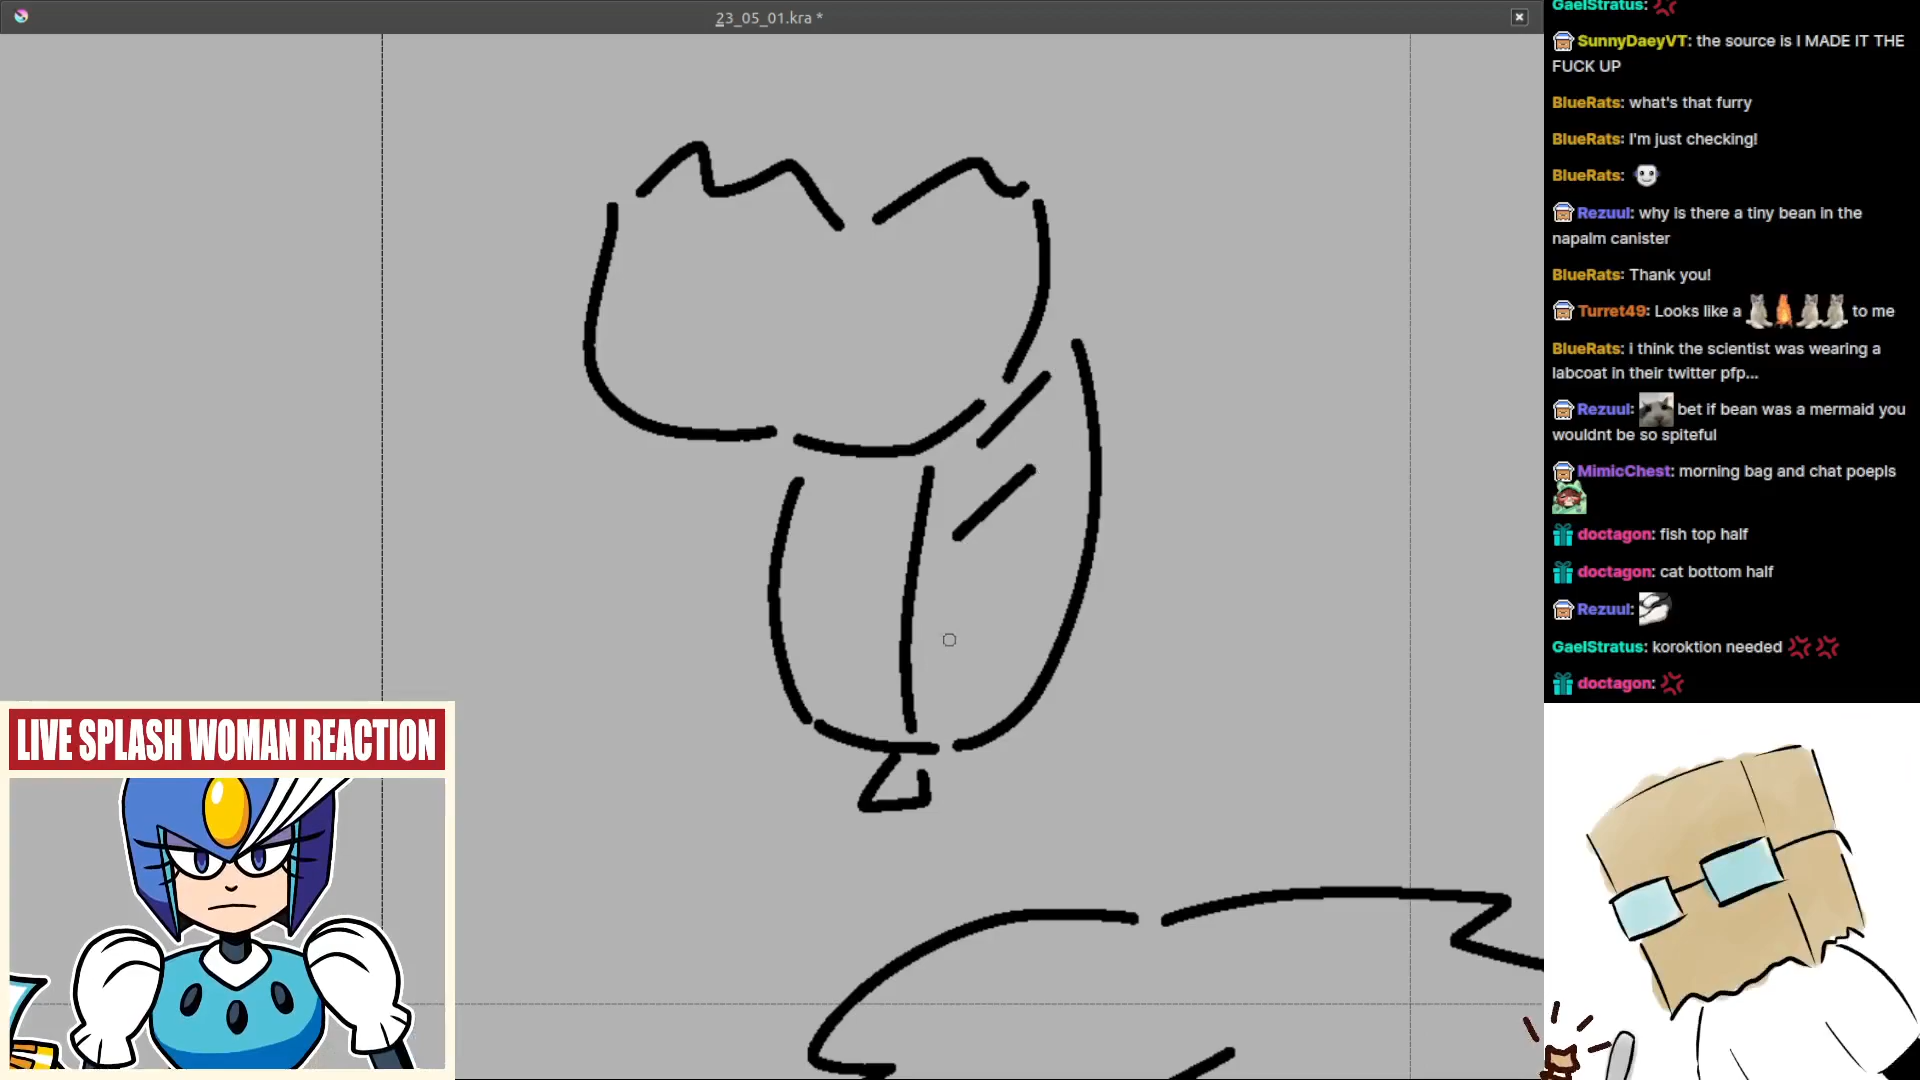 23_05_01.kra *
GaelStratus:
SunnyDaeyVT: the source is I MADE IT THE
FUCK UP
BlueRats: what's that furry
BlueRats: I'm just checking!
BlueRats:
Rezuul: why is there a tiny bean in the
napalm canister
BlueRats: Thank you!
Turret49: Looks like a to me
BlueRats: i think the scientist was wearing a
labcoat in their twitter pfp...
Rezuul: bet if bean was a mermaid you
wouldnt be so spiteful
MimicChest: morning bag and chat poepls
doctagon: fish top half
doctagon: cat bottom half
Rezuul:
GaelStratus: koroktion needed
doctagon:
LIVE SPLASH WOMAN REACTION